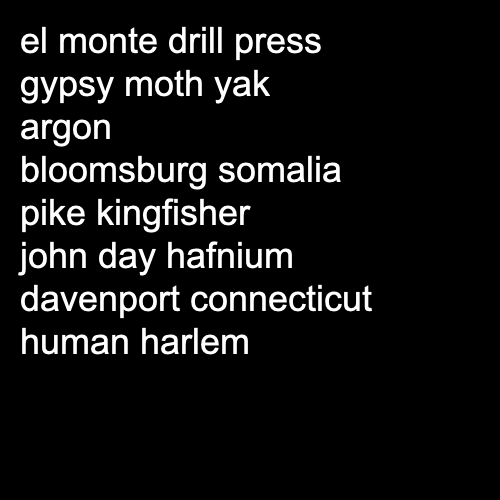 el monte drill press
gypsy moth yak
argon
bloomsburg somalia
pike kingfisher
john day hafnium
davenport connecticut
human harlem